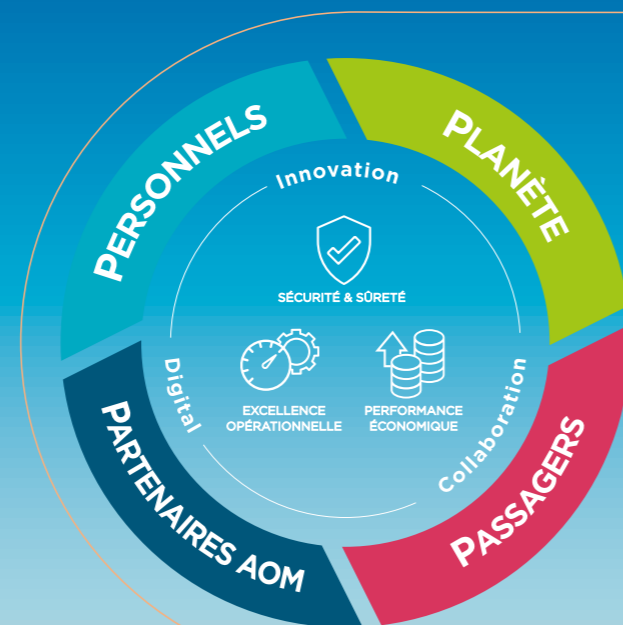 PERSONNELS
PLANÈTE
Innovation
SÉCURITÉ & SÛRETÉ
Digital
EXCELLENCE
OPÉRATIONNELLE
PERFORMANCE
ÉCONOMIQUE
Collaboration
PARTENAIRES AOM
PASSAGERS